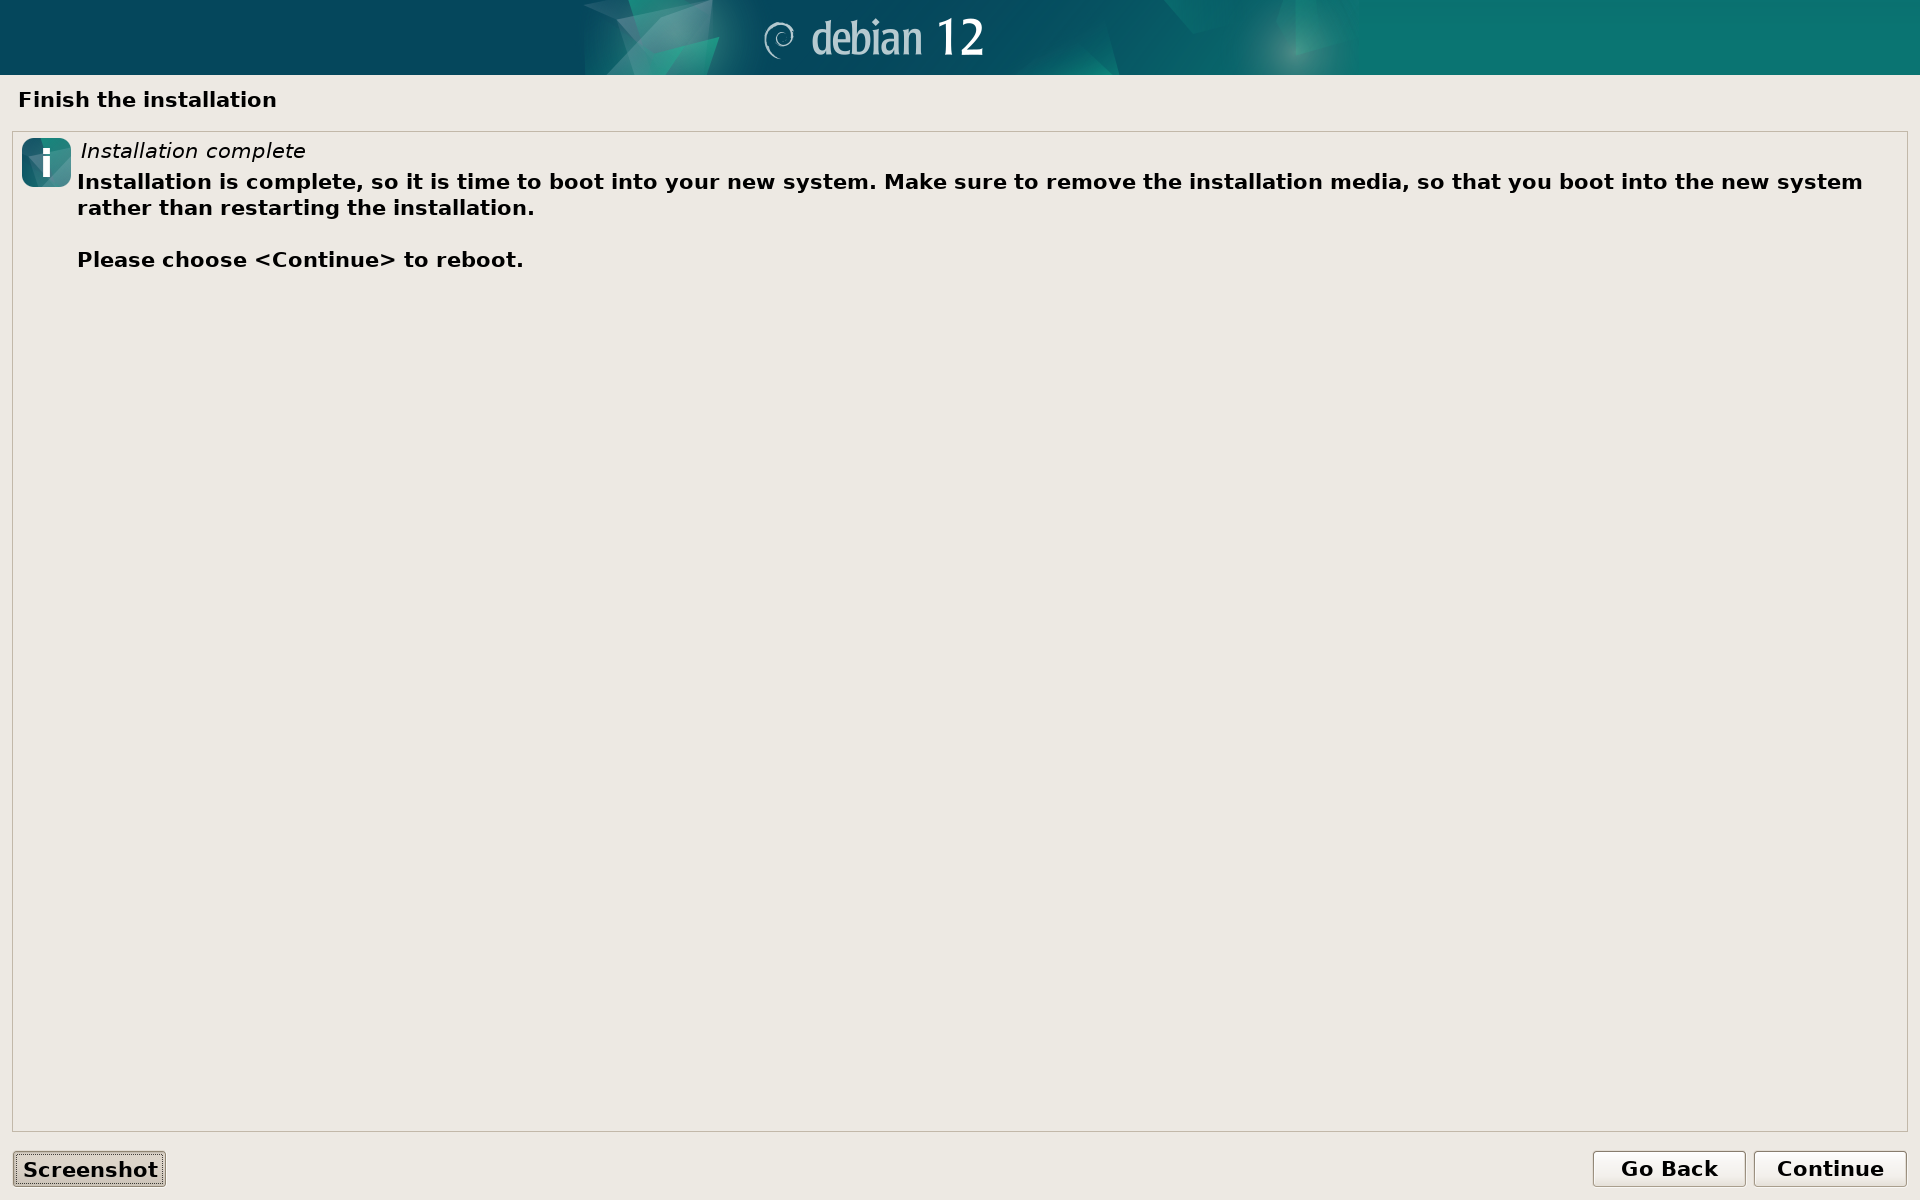 debian 12
Finish the installation
Installation complete
Installation is complete, so it is time to boot into your new system. Make sure to remove the installation media, so that you boot into the new system
rather than restarting the installation.
Please choose <Continue> to reboot.
Screenshot
Go Back
Continue